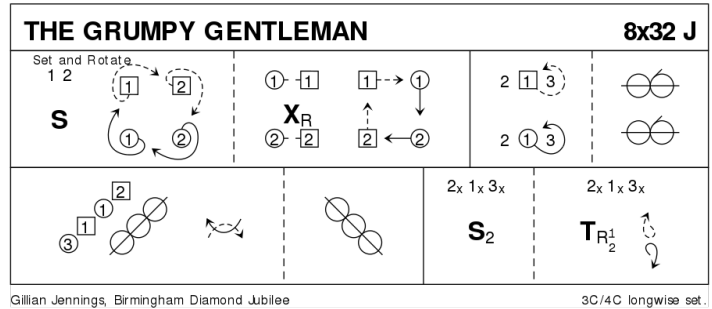 THE GRUMPY GENTLEMAN 8x32 J
Set and Rotate
1 2
1 2
S
1 2
1 1
X R
2 2
1 1
2 2
2 1 3
2 1 3
2
1
1
3
2x 1x 3x
S2
2x 1x 3x
T R 1/2
Gillian Jennings, Birmingham Diamond Jubilee 3C/4C longwise set.